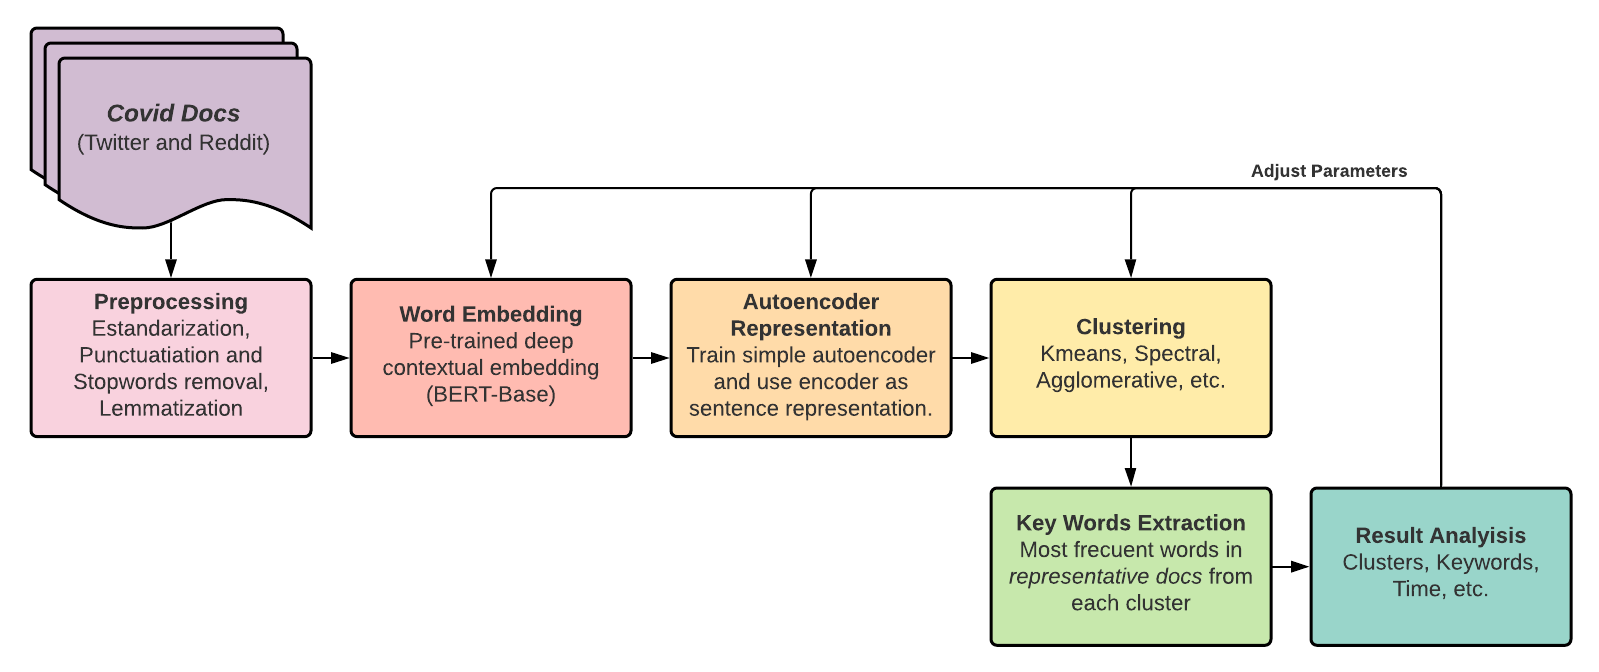 Covid Docs
(Twitter and Reddit)
Adjust Parameters
Preprocessing
Estandarization,
Punctuatiation and
Stopwords removal,
Lemmatization
Word Embedding
Pre-trained deep
contextual embedding
(BERT-Base)
Autoencoder
Representation
Train simple autoencoder
and use encoder as
sentence representation.
Clustering
Kmeans, Spectral,
Agglomerative, etc.
Key Words Extraction
Most frecuent words in
representative docs from
each cluster
Result Analyisis
Clusters, Keywords,
Time, etc.